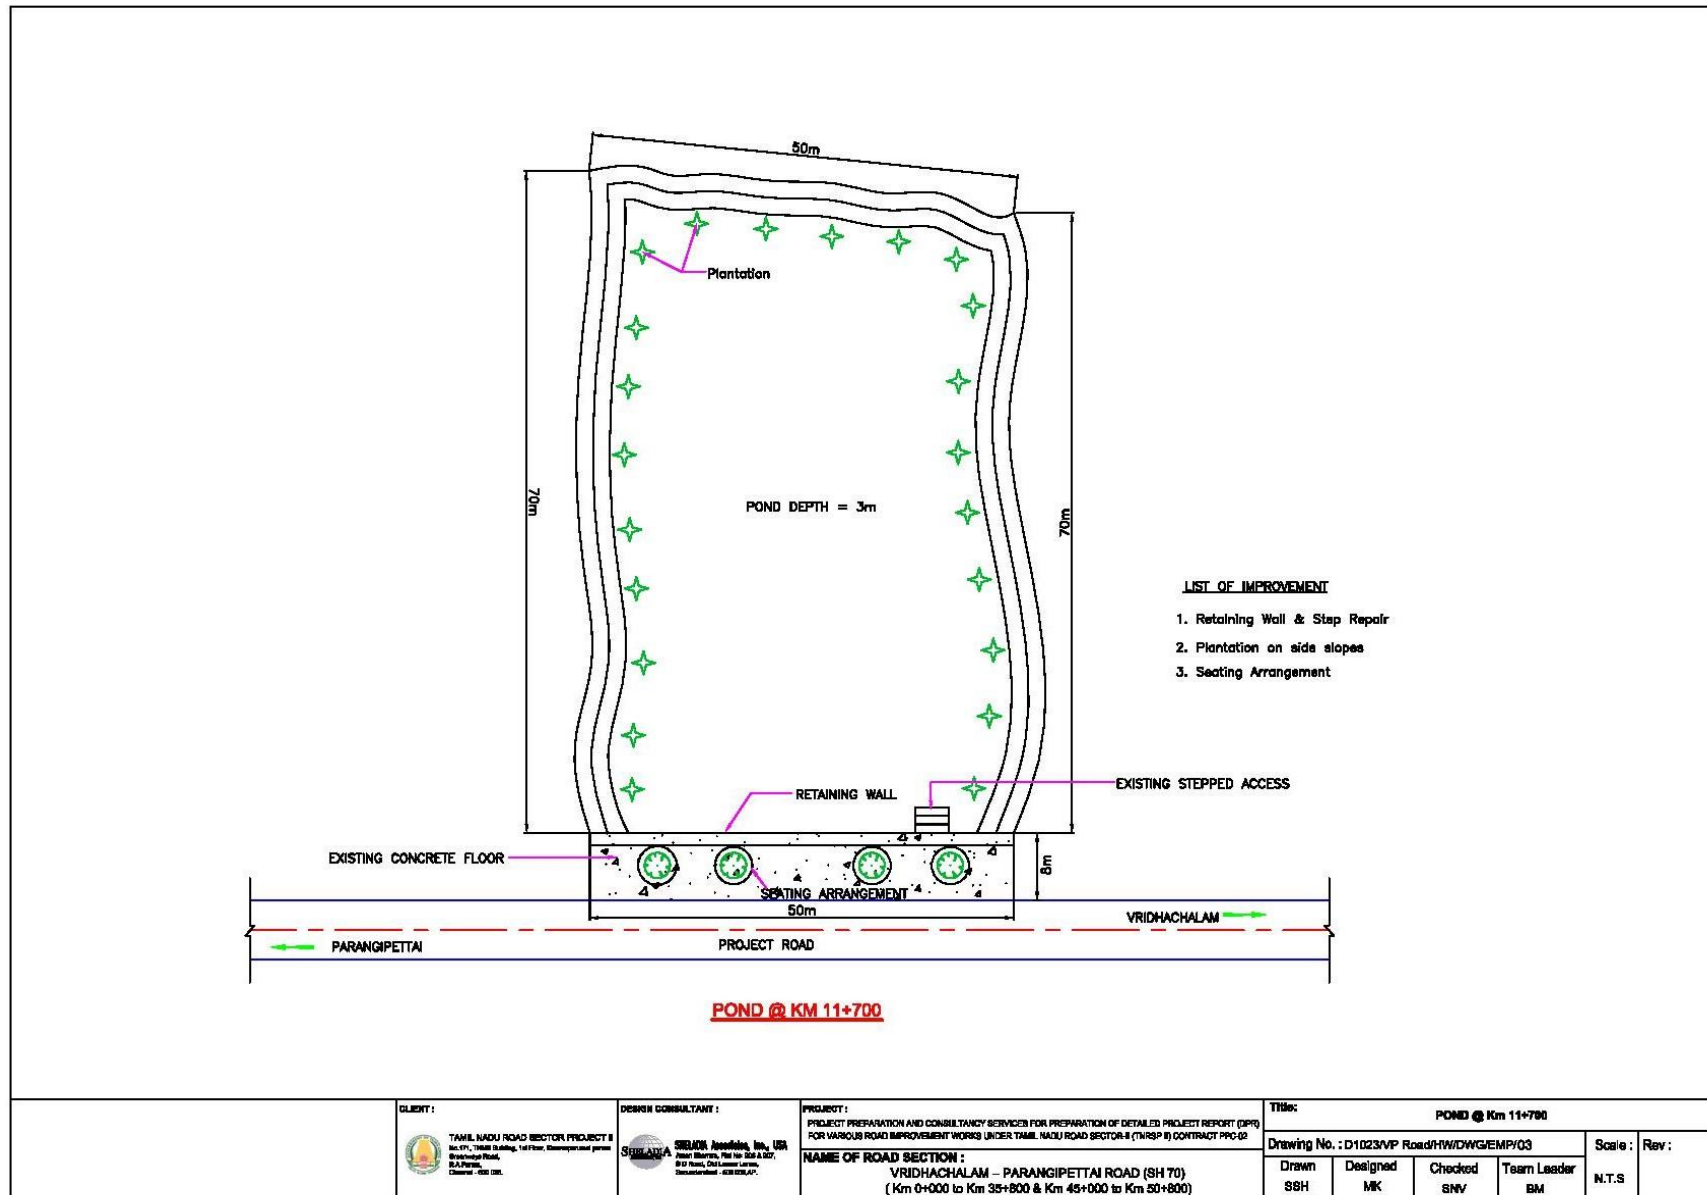 50m
Plantation
70m
POND DEPTH = 3m
70m
LIST OF IMPROVEMENT
1. Retaining Wall & Step Repair
2. Plantation on side slopes
3. Seating Arrangement
EXISTING STEPPED ACCESS
RETAINING WALL
EXISTING CONCRETE FLOOR
8m
SEATING ARRANGEMENT
50m
VRIDHACHALAM
PARANGIPETTAI
PROJECT ROAD
POND @ KM 11+700
CLIENT :
TAMIL NADU ROAD SECTOR PROJECT II
DESIGN CONSULTANT :
SHELADIA
SHELADIA Associates, Inc., USA
PROJECT :
PROJECT PREPARATION AND CONSULTANCY SERVICES FOR PREPARATION OF DETAILED PROJECT REPORT (DPR)
FOR VARIOUS ROAD IMPROVEMENT WORKS UNDER TAMIL NADU ROAD SECTOR-II (TNRSP II) CONTRACT PPC-02
NAME OF ROAD SECTION :
VRIDHACHALAM – PARANGIPETTAI ROAD (SH 70)
( Km 0+000 to Km 35+800 & Km 45+000 to Km 50+800)
Title:
POND @ Km 11+700
Drawing No. : D1023/VP Road/HW/DWG/EMP/03
Scale :
Rev :
Drawn
Designed
Checked
Team Leader
SSH
MK
SNV
BM
N.T.S